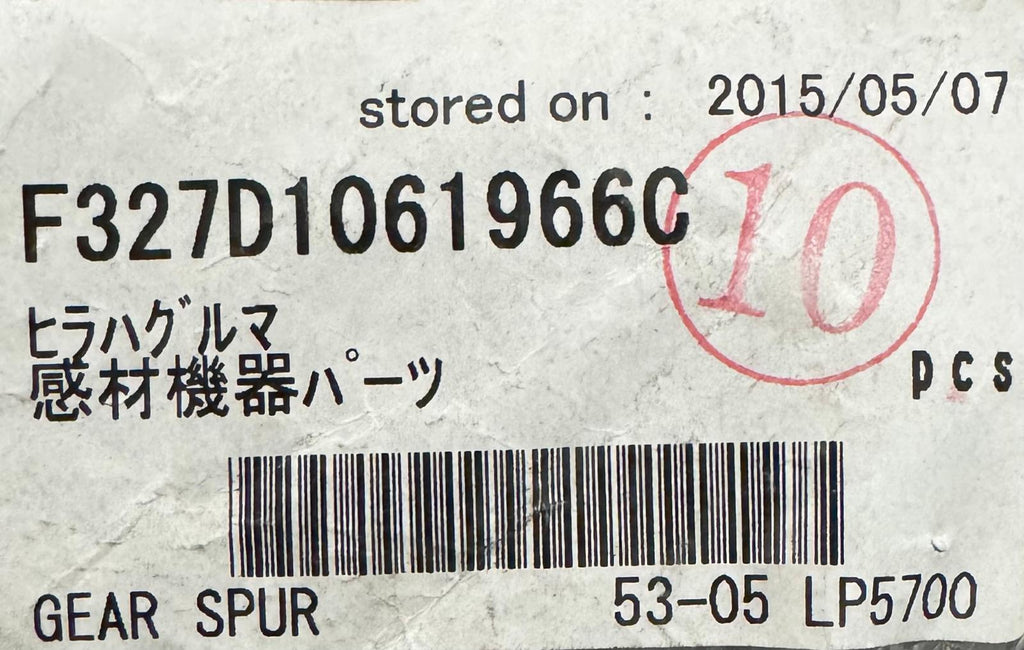 stored on : 2015/05/07
F327D1061966C
10
ﾋﾗﾊｸﾞﾙﾏ
感材機器ﾊﾟｰﾂ
pcs
GEAR SPUR 53-05 LP5700